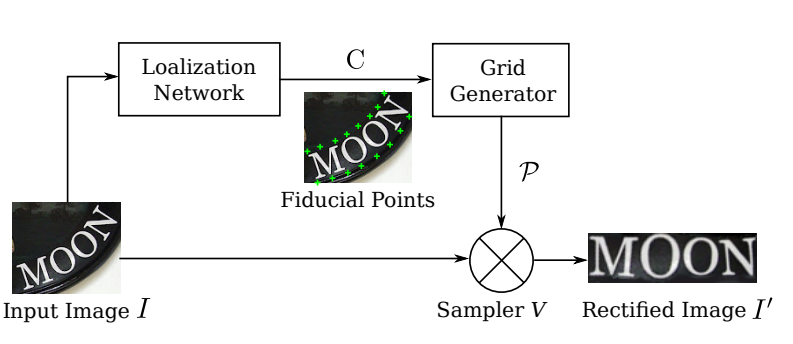 Loalization
Network
C
Grid
Generator
MOON
Fiducial Points
𝒫
MOON
MOON
Input Image I
Sampler V
Rectified Image I′